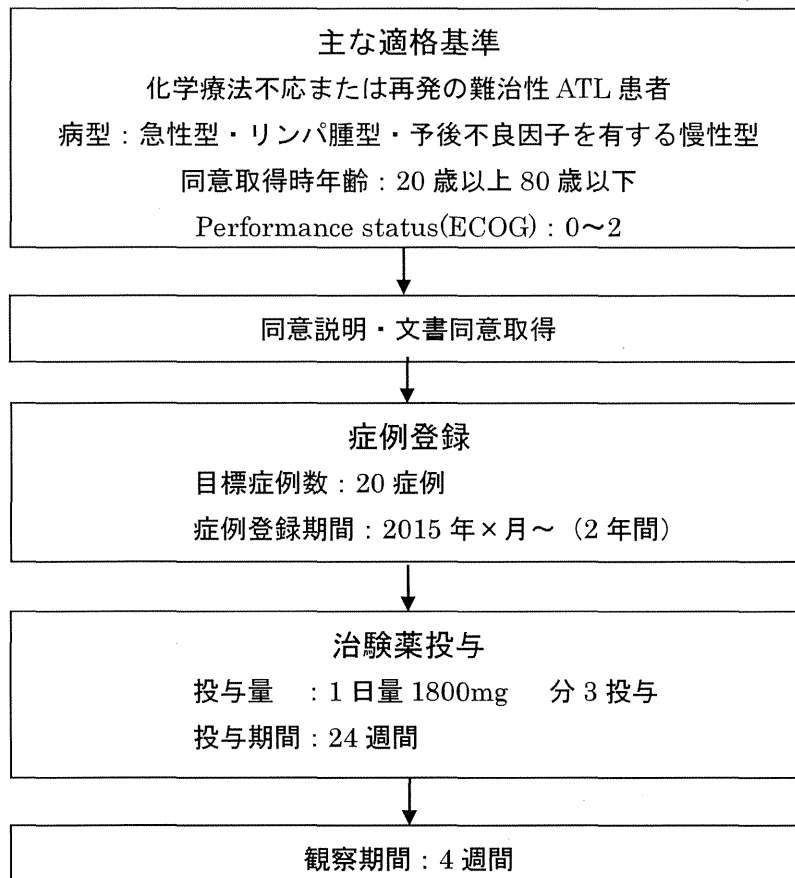 主な適格基準
化学療法不応または再発の難治性 ATL 患者
病型：急性型・リンパ腫型・予後不良因子を有する慢性型
同意取得時年齢：20 歳以上 80 歳以下
Performance status(ECOG)：0～2
同意説明・文書同意取得
症例登録
目標症例数：20 症例
症例登録期間：2015 年×月～（2 年間）
治験薬投与
投与量　：1 日量 1800mg　分 3 投与
投与期間：24 週間
観察期間：4 週間